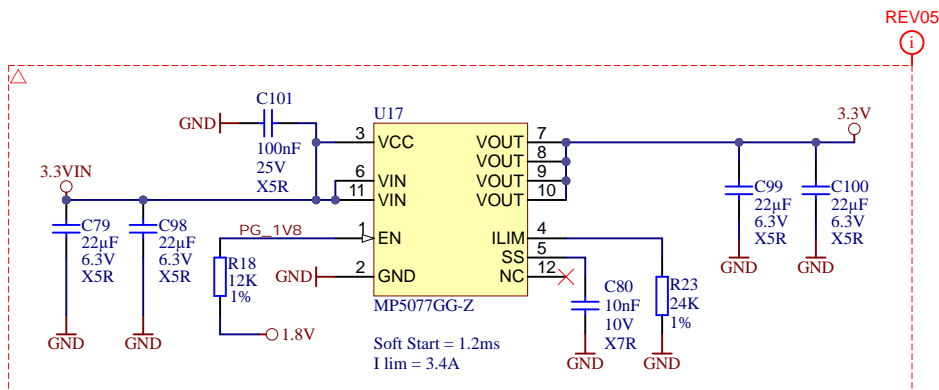 REV05
i
C101
GND
100nF
25V
X5R
U17
3
VCC
6
VIN
11
VIN
1
EN
2
GND
VOUT
7
VOUT
8
VOUT
9
VOUT
10
ILIM
4
SS
5
NC
12
MP5077GG-Z
3.3V
3.3VIN
C79
22µF
6.3V
X5R
C98
22µF
6.3V
X5R
GND
GND
PG_1V8
R18
12K
1%
1.8V
GND
Soft Start = 1.2ms
I lim = 3.4A
C80
10nF
10V
X7R
GND
R23
24K
1%
GND
C99
22µF
6.3V
X5R
GND
C100
22µF
6.3V
X5R
GND